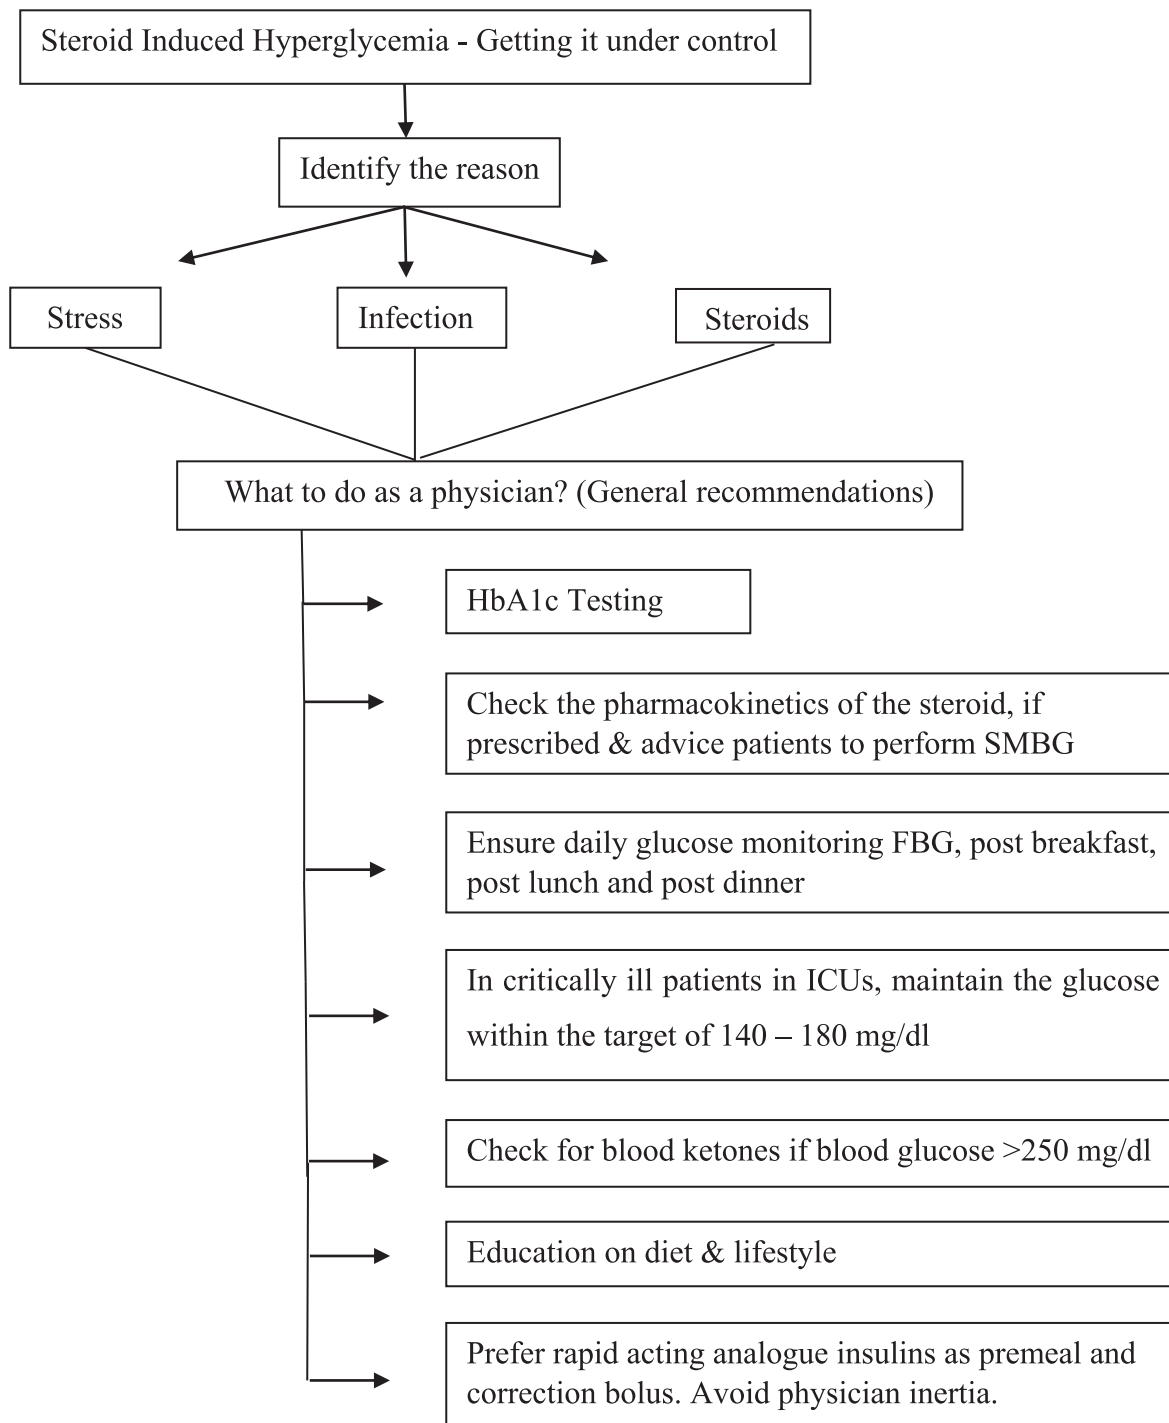 Steroid Induced Hyperglycemia - Getting it under control
Identify the reason
Stress
Infection
Steroids
What to do as a physician? (General recommendations)
HbA1c Testing
Check the pharmacokinetics of the steroid, if
prescribed & advice patients to perform SMBG
Ensure daily glucose monitoring FBG, post breakfast,
post lunch and post dinner
In critically ill patients in ICUs, maintain the glucose
within the target of 140 – 180 mg/dl
Check for blood ketones if blood glucose >250 mg/dl
Education on diet & lifestyle
Prefer rapid acting analogue insulins as premeal and
correction bolus. Avoid physician inertia.